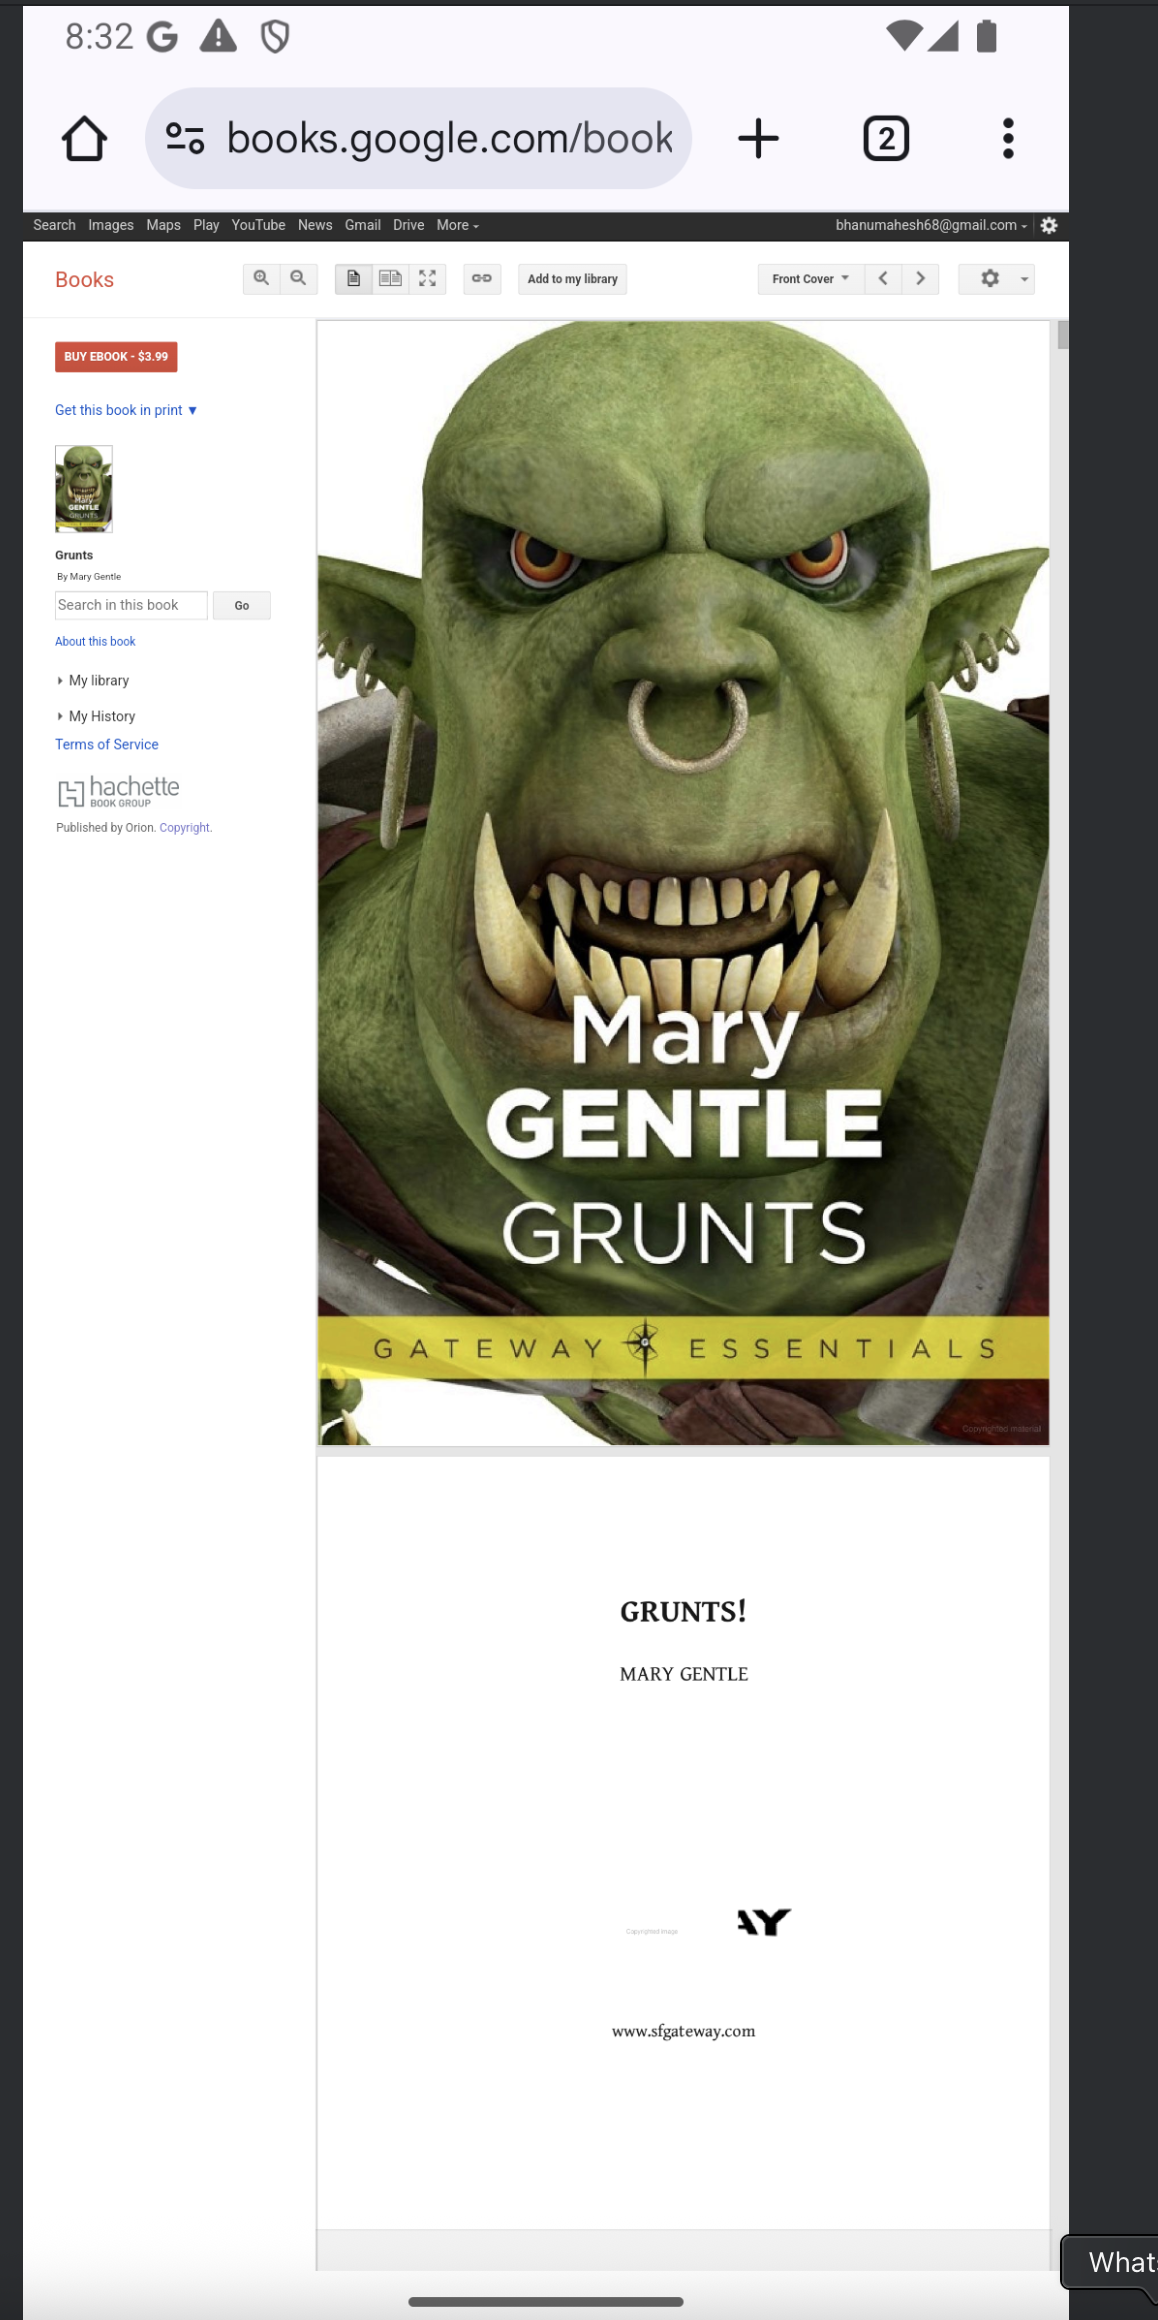 8:32
books.google.com/book
2
Search Images Maps Play YouTube News Gmail Drive More
bhanumahesh68@gmail.com
Books
Add to my library
Front Cover
BUY EBOOK - $3.99
Get this book in print ▼
Mary
GENTLE
GRUNTS
Grunts
By Mary Gentle
Search in this book
Go
About this book
My library
My History
Terms of Service
hachette
BOOK GROUP
Published by Orion. Copyright.
Mary
GENTLE
GRUNTS
GATEWAY ESSENTIALS
Copyrighted material
GRUNTS!
MARY GENTLE
Copyrighted image
AY
www.sfgateway.com
What